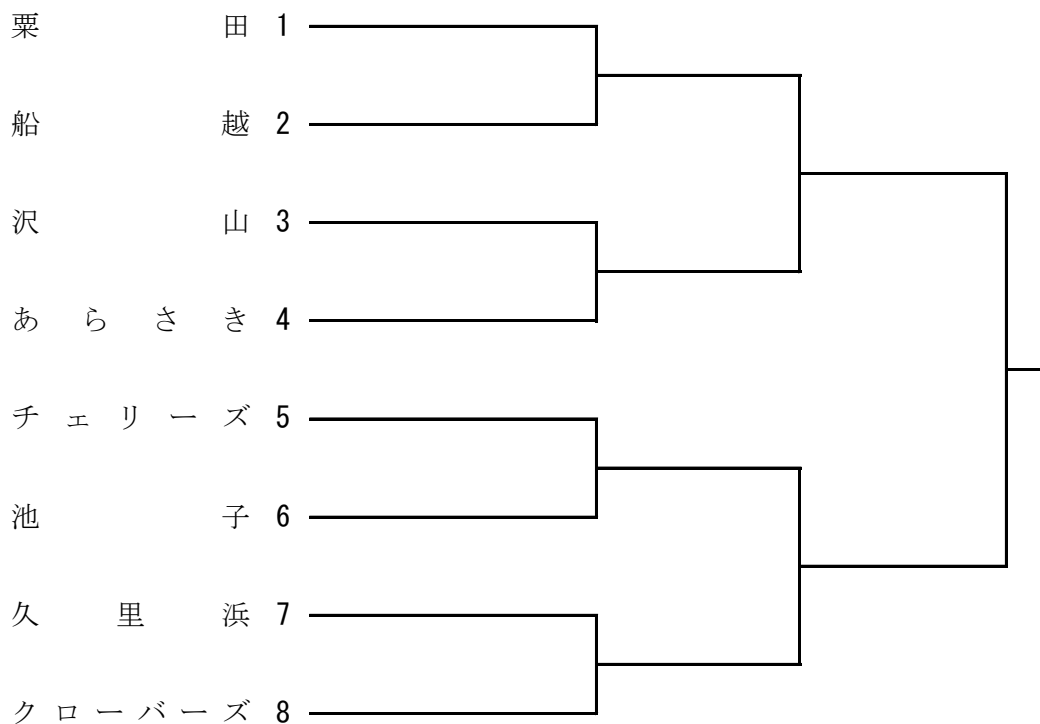 粟田 1
船越 2
沢山 3
あらさき 4
チェリーズ 5
池子 6
久里浜 7
クローバーズ 8